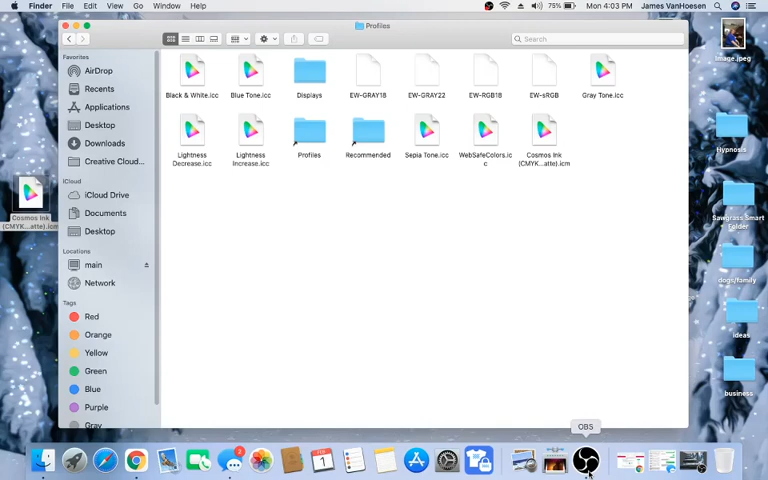 Finder File Edit View Go Window Help 75% Mon 4:03 PM James VanHoesen
Profiles
Search
Favorites
AirDrop
Recents
Applications
Desktop
Downloads
Creative Cloud...
iCloud
iCloud Drive
Documents
Desktop
Locations
main
Network
Tags
Red
Orange
Yellow
Green
Blue
Purple
Gray
Black & White.icc Blue Tone.icc Displays EW-GRAY18 EW-GRAY22 EW-RGB18 EW-sRGB Gray Tone.icc
Lightness Decrease.icc
Lightness Increase.icc
Profiles
Recommended
Sepia Tone.icc
WebSafeColors.ic
c
Cosmos Ink
(CMYK...atte).icm
Cosmos Ink
(CMYK...atte).icm
Image.jpeg
Hypnosis
Sawgrass Smart
Folder
dogs/family
ideas
business
OBS
2
FEB
1